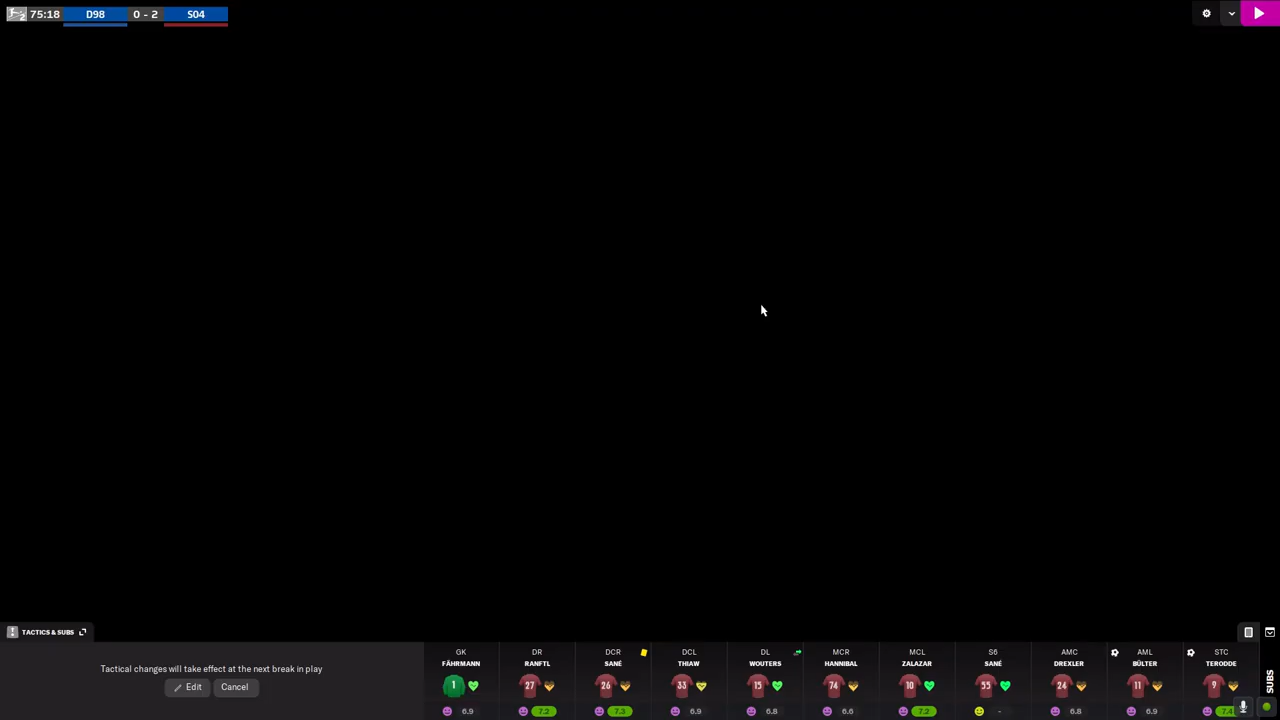 75:18 D98 0 - 2 S04
TACTICS & SUBS
Tactical changes will take effect at the next break in play
Edit Cancel
GK DR DCR DCL DL MCR MCL S6 AMC AML STC
FÄHRMANN RANFTL SANÉ THIAW WOUTERS HANNIBAL ZALAZAR SANÉ DREXLER BÜLTER TERODDE
1 27 26 33 15 74 10 55 24 11 9
6.9 7.2 7.3 6.9 6.8 6.6 7.2 - 6.8 6.9 7.4
SUBS